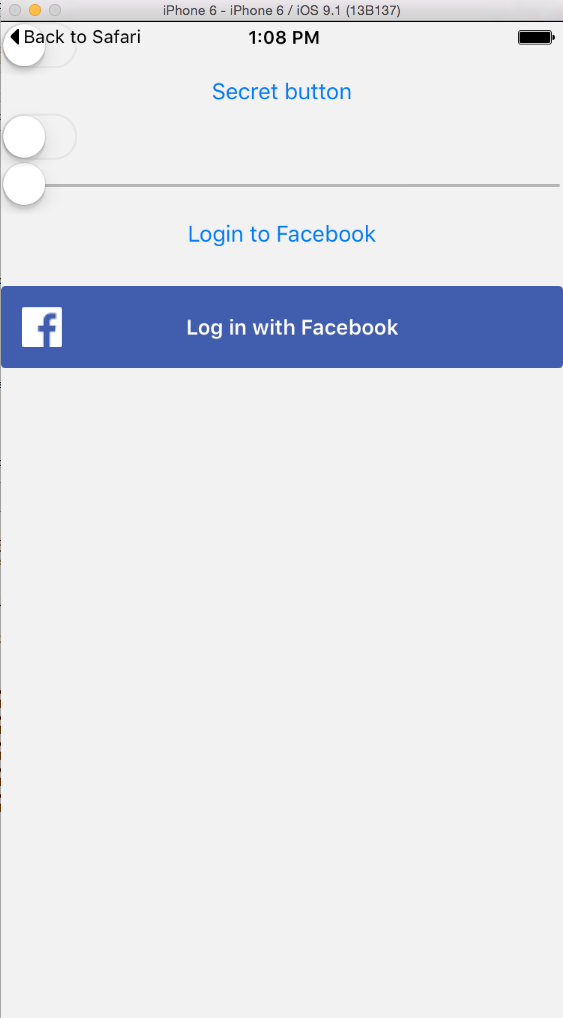 iPhone 6 - iPhone 6 / iOS 9.1 (13B137)
Back to Safari 1:08 PM
Secret button
Login to Facebook
f Log in with Facebook